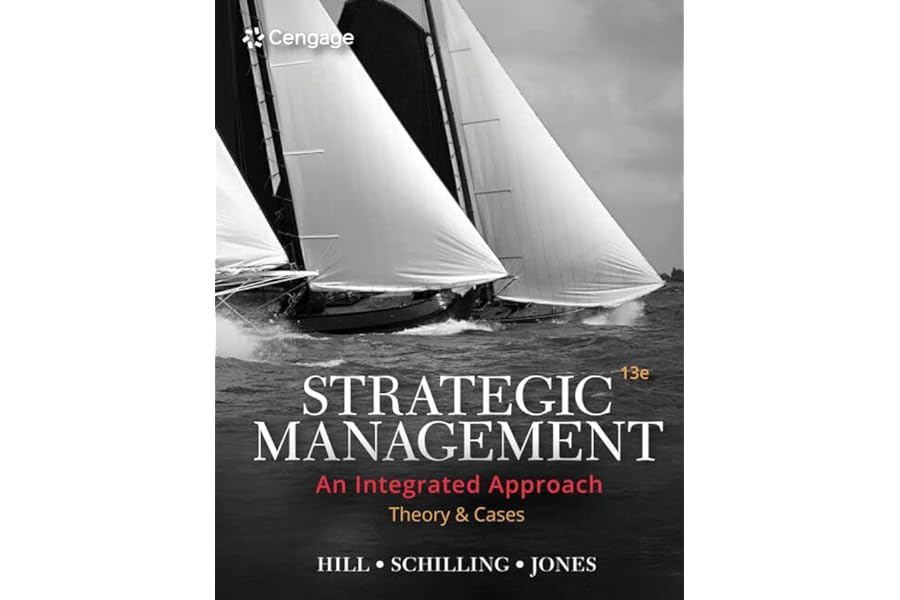 Cengage
13e
STRATEGIC
MANAGEMENT
An Integrated Approach
Theory & Cases
HILL • SCHILLING • JONES